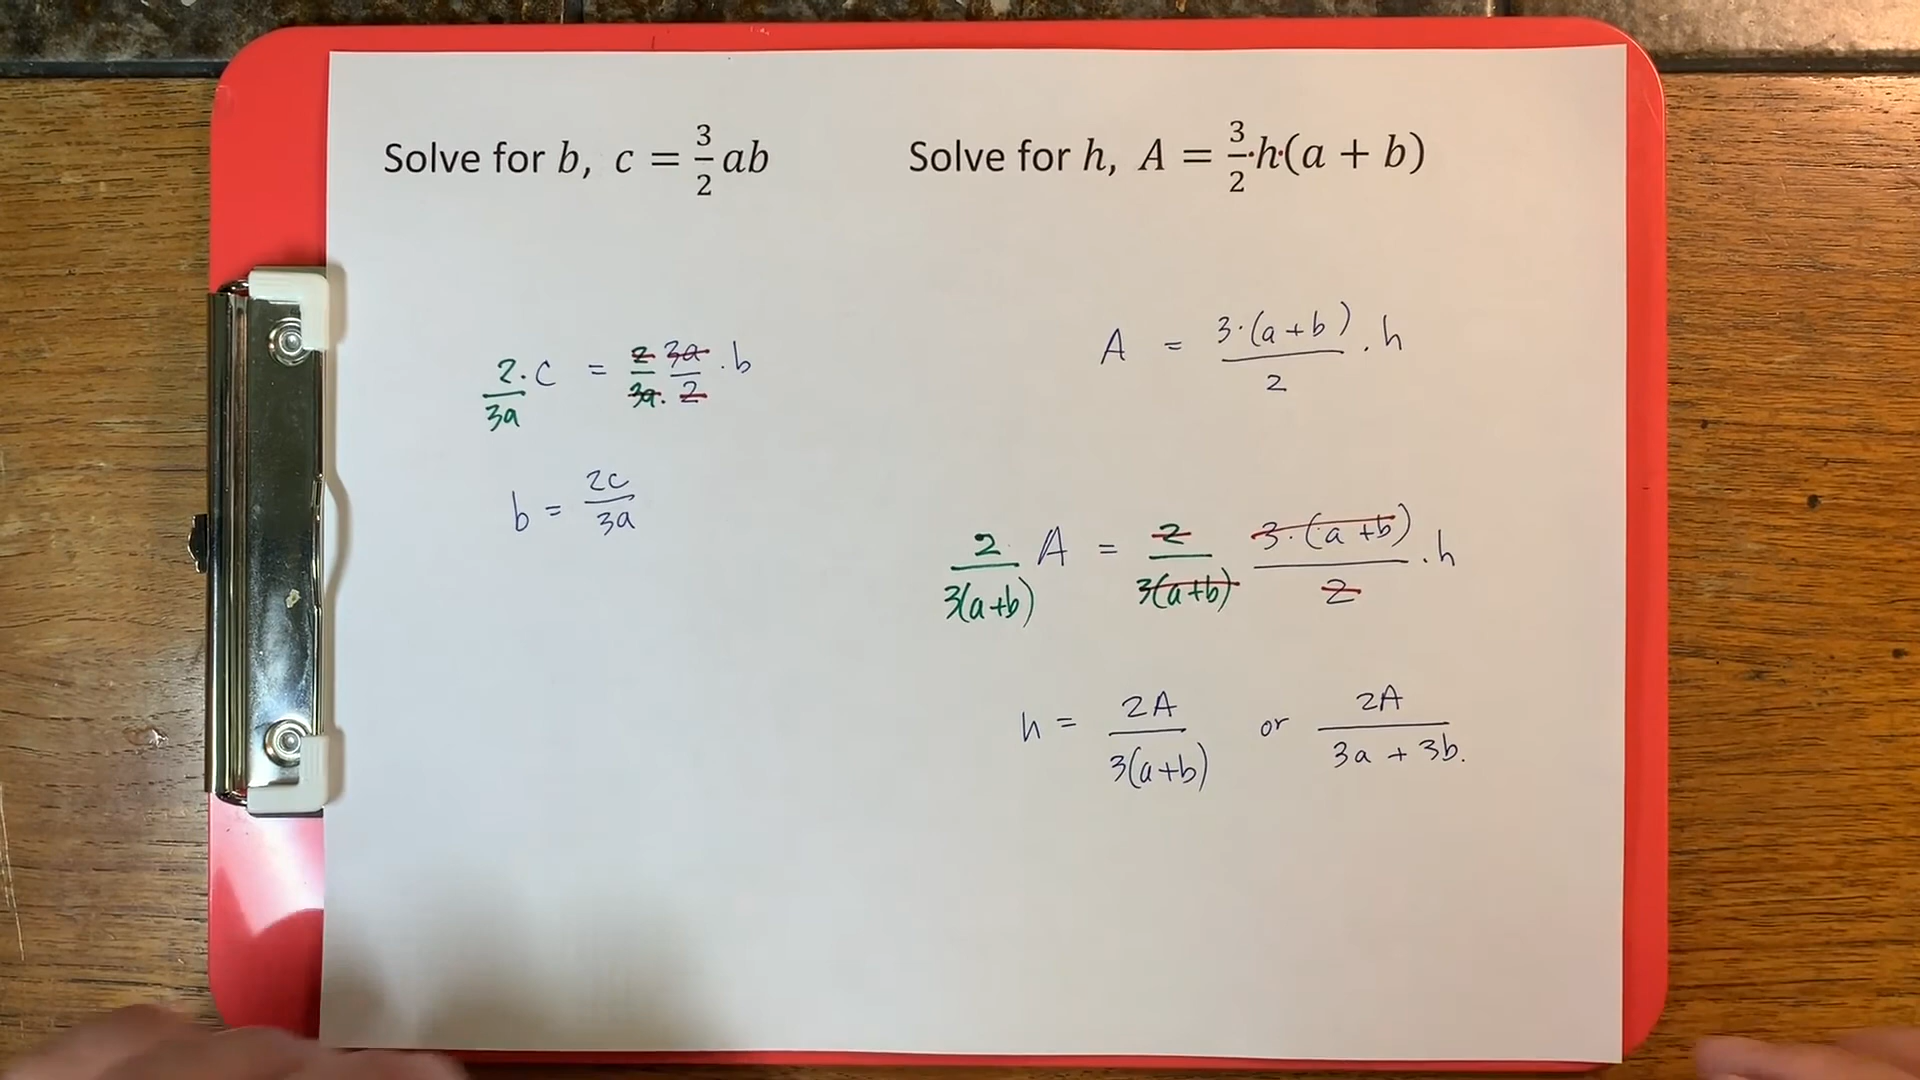 Solve for b, c = 3/2 ab
2/3a · c = 2/3a · 3a/2 · b
b = 2c/3a
Solve for h, A = 3/2 · h · (a + b)
A = 3·(a+b)/2 · h
2/3(a+b) A = 2/3(a+b) 3·(a+b)/2 · h
h = 2A/3(a+b) or 2A/3a + 3b.